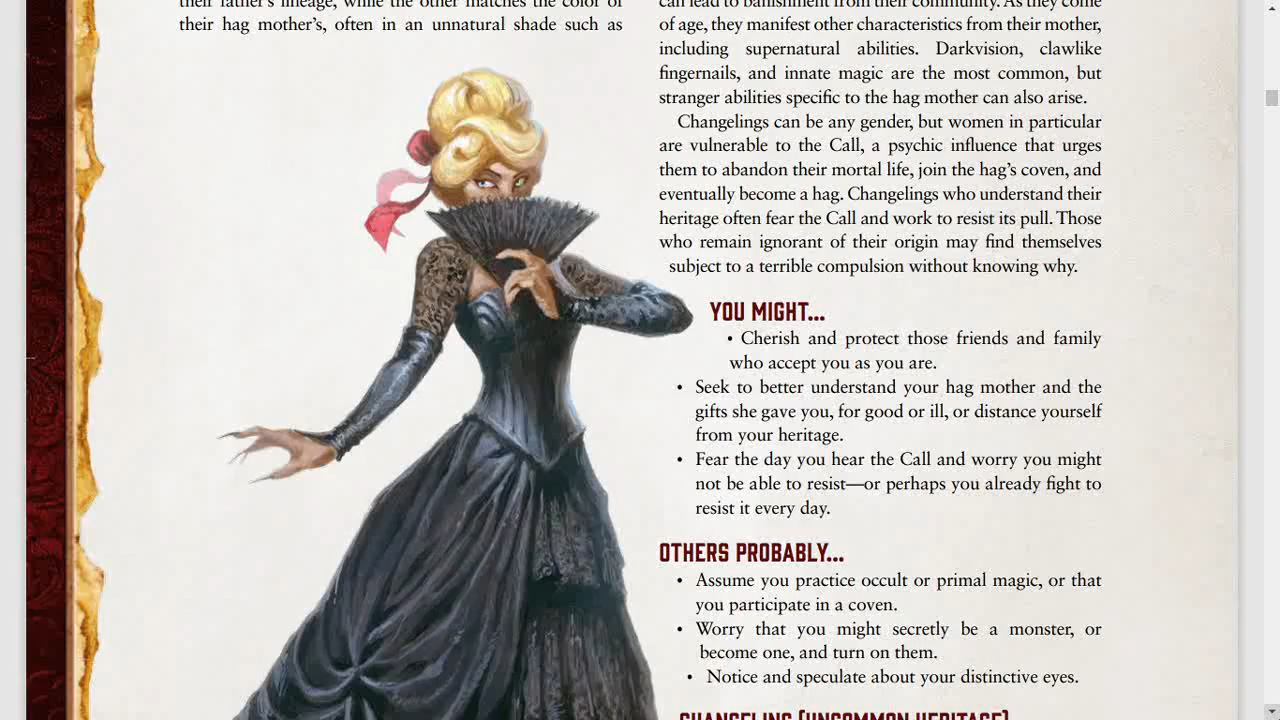 their father's lineage, while the other matches the color of
their hag mother's, often in an unnatural shade such as
can lead to banishment from their community. As they come
of age, they manifest other characteristics from their mother,
including supernatural abilities. Darkvision, clawlike
fingernails, and innate magic are the most common, but
stranger abilities specific to the hag mother can also arise.
Changelings can be any gender, but women in particular
are vulnerable to the Call, a psychic influence that urges
them to abandon their mortal life, join the hag's coven, and
eventually become a hag. Changelings who understand their
heritage often fear the Call and work to resist its pull. Those
who remain ignorant of their origin may find themselves
subject to a terrible compulsion without knowing why.
YOU MIGHT...
• Cherish and protect those friends and family
who accept you as you are.
• Seek to better understand your hag mother and the
gifts she gave you, for good or ill, or distance yourself
from your heritage.
• Fear the day you hear the Call and worry you might
not be able to resist—or perhaps you already fight to
resist it every day.
OTHERS PROBABLY...
• Assume you practice occult or primal magic, or that
you participate in a coven.
• Worry that you might secretly be a monster, or
become one, and turn on them.
• Notice and speculate about your distinctive eyes.
CHANGELING (UNCOMMON HERITAGE)